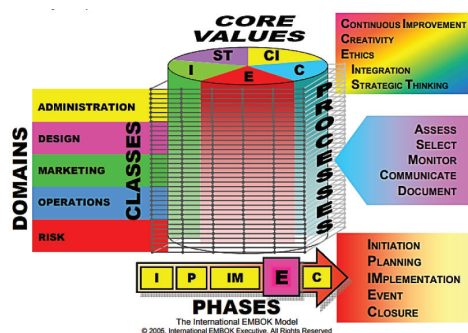 CORE
VALUES
ST
CI
I
E
C
CONTINUOUS IMPROVEMENT
CREATIVITY
ETHICS
INTEGRATION
STRATEGIC THINKING
DOMAINS
ADMINISTRATION
DESIGN
MARKETING
OPERATIONS
RISK
CLASSES
PROCESSES
ASSESS
SELECT
MONITOR
COMMUNICATE
DOCUMENT
I
P
IM
E
C
PHASES
INITIATION
PLANNING
IMPLEMENTATION
EVENT
CLOSURE
The International EMBOK Model
© 2005, International EMBOK Executive, All Rights Reserved